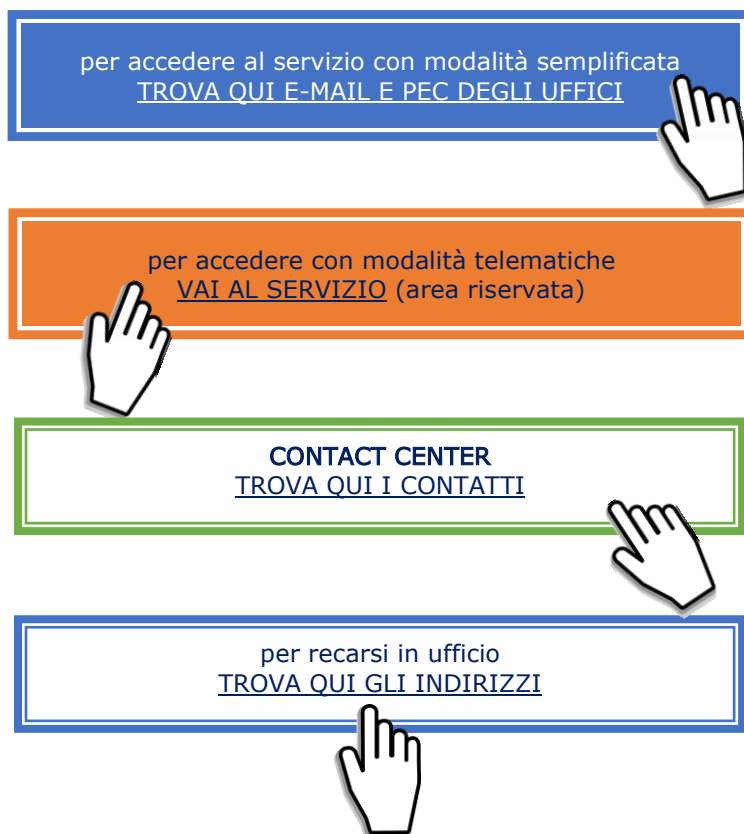 per accedere al servizio con modalità semplificata
TROVA QUI E-MAIL E PEC DEGLI UFFICI
per accedere con modalità telematiche
VAI AL SERVIZIO (area riservata)
CONTACT CENTER
TROVA QUI I CONTATTI
per recarsi in ufficio
TROVA QUI GLI INDIRIZZI